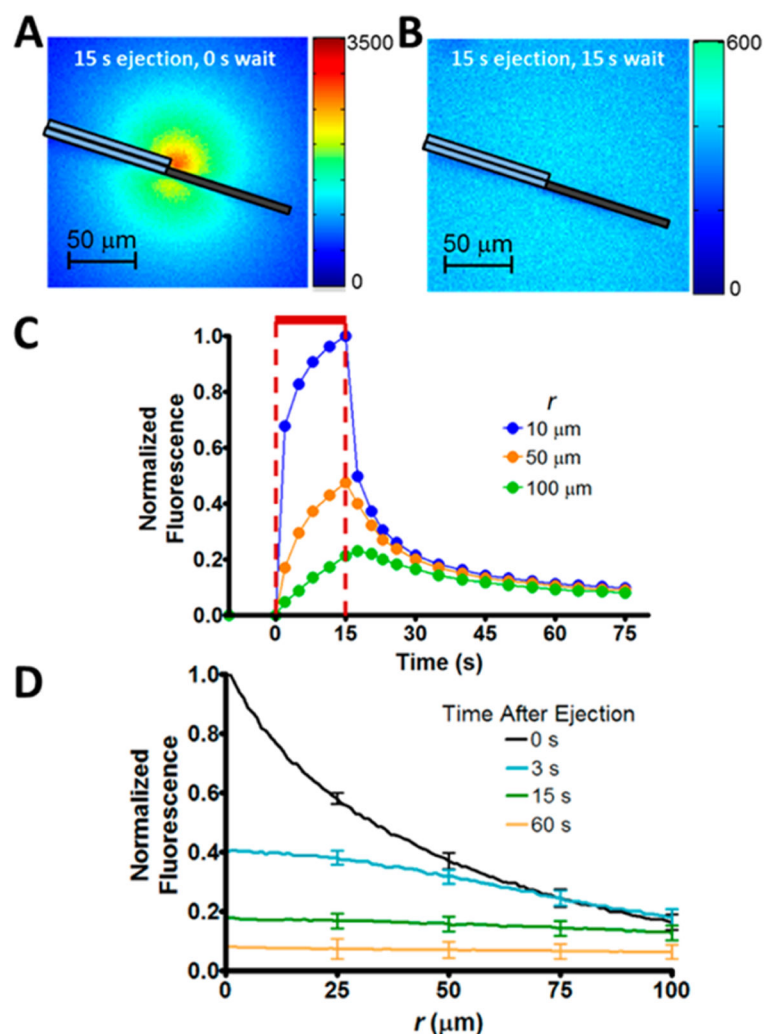 A
15 s ejection, 0 s wait
50 μm
3500
0
B
15 s ejection, 15 s wait
50 μm
600
0
C
Normalized
Fluorescence
1.0
0.8
0.6
0.4
0.2
0.0
0 15 30 45 60 75
Time (s)
r
10 μm
50 μm
100 μm
D
Normalized
Fluorescence
1.0
0.8
0.6
0.4
0.2
0.0
0 25 50 75 100
r (μm)
Time After Ejection
0 s
3 s
15 s
60 s